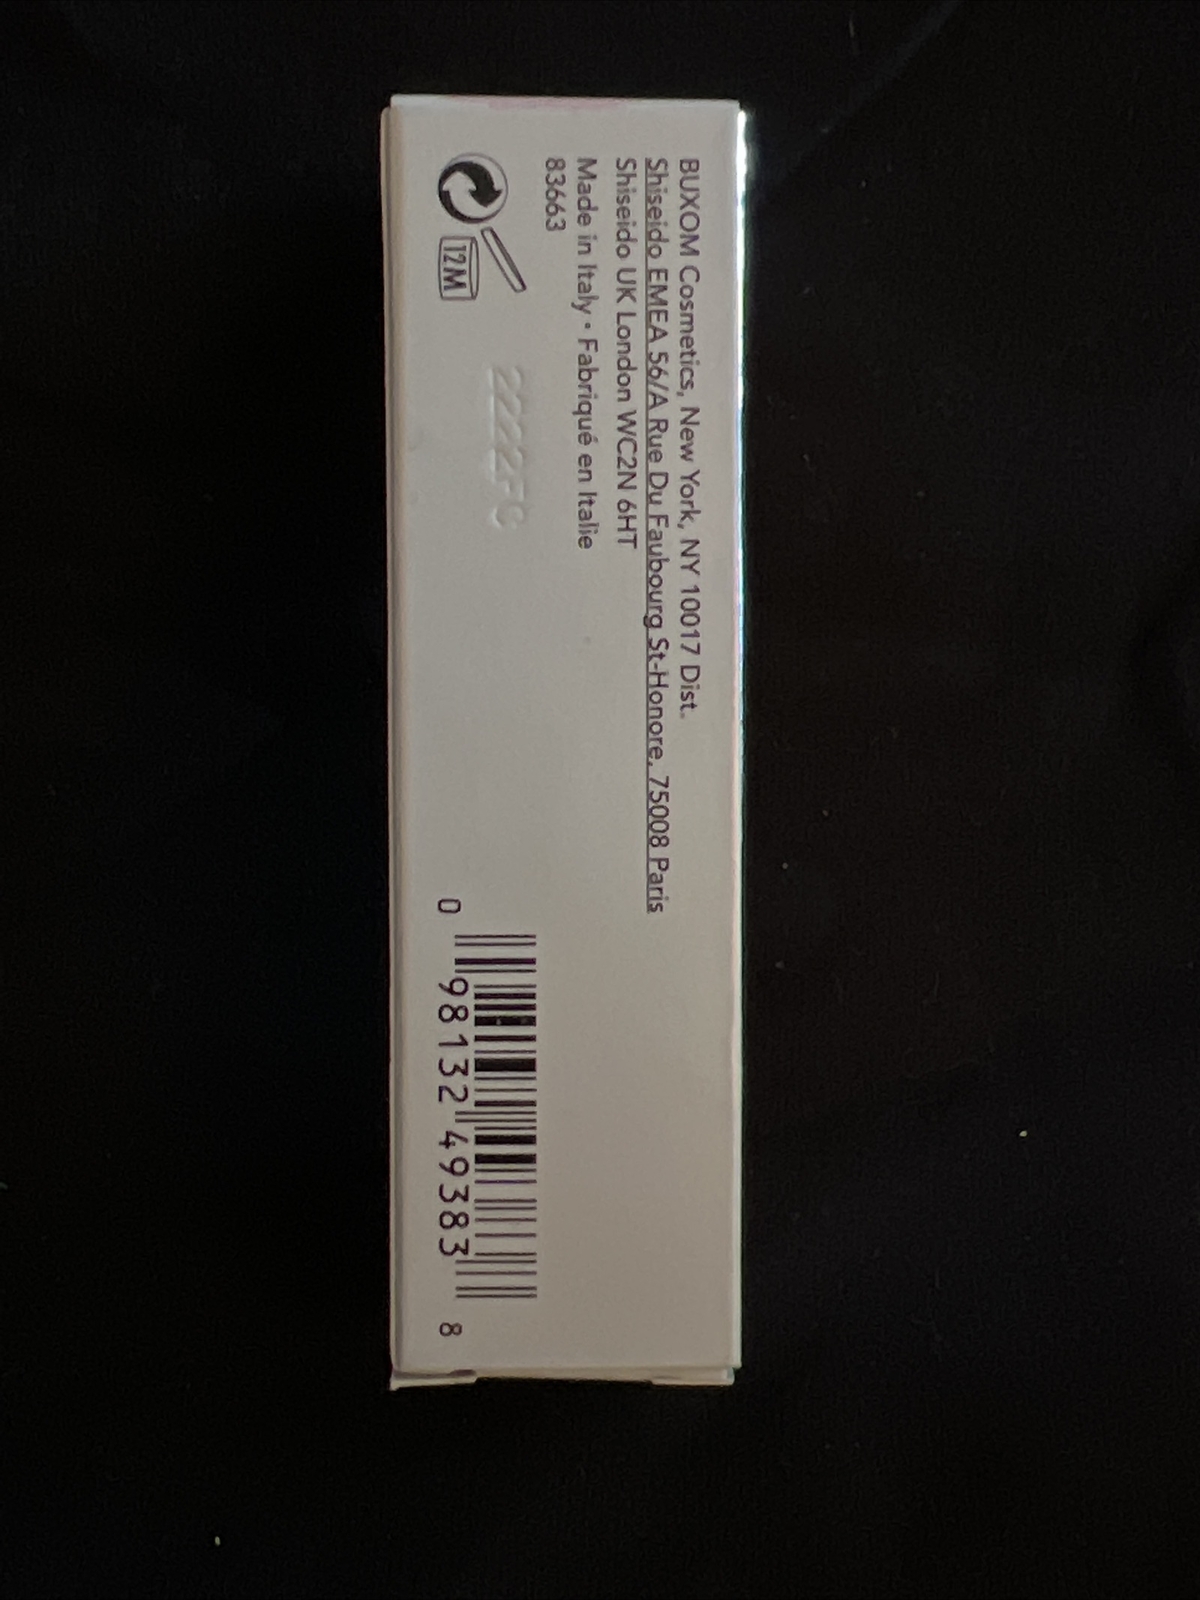 BUXOM Cosmetics, New York, NY 10017 Dist.
Shiseido EMEA 56/A Rue Du Faubourg St-Honore, 75008 Paris
Shiseido UK London WC2N 6HT
Made in Italy • Fabriqué en Italie
83663
12M
0 98132 49383 8